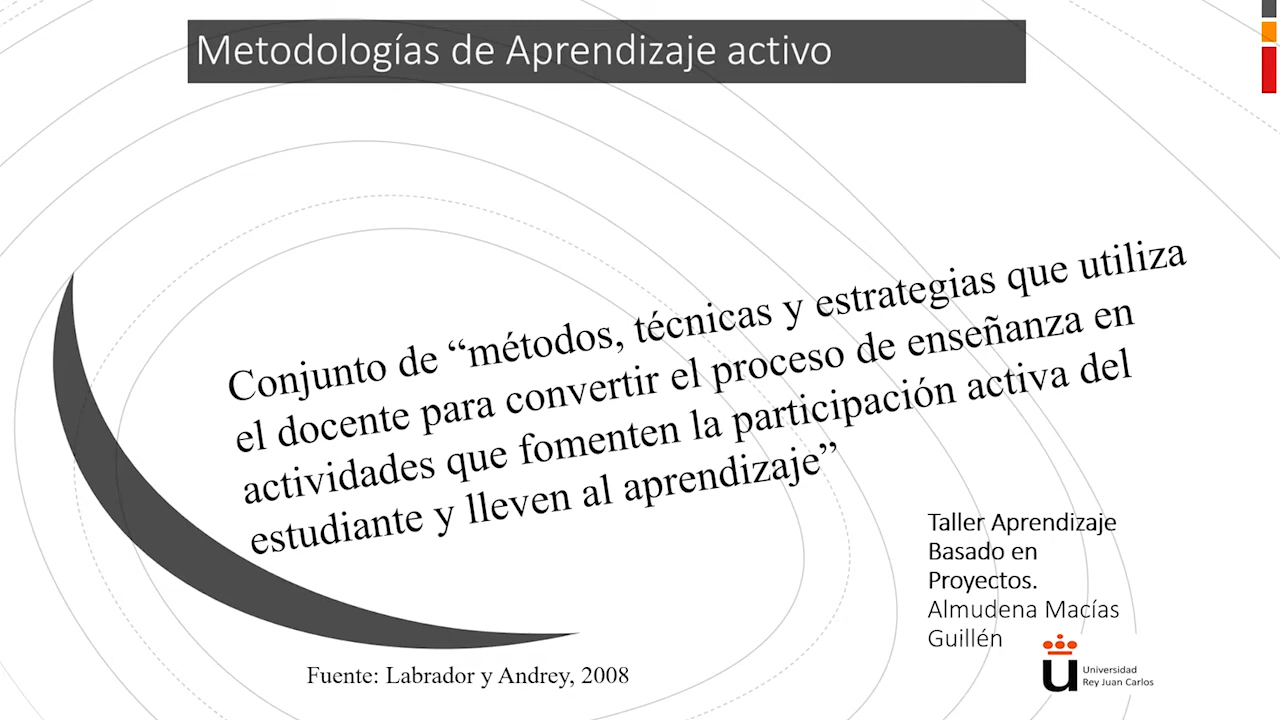 Metodologías de Aprendizaje activo
Conjunto de “métodos, técnicas y estrategias que utiliza
el docente para convertir el proceso de enseñanza en
actividades que fomenten la participación activa del
estudiante y lleven al aprendizaje”
Taller Aprendizaje
Basado en
Proyectos.
Almudena Macías
Guillén
Fuente: Labrador y Andrey, 2008
Universidad
Rey Juan Carlos